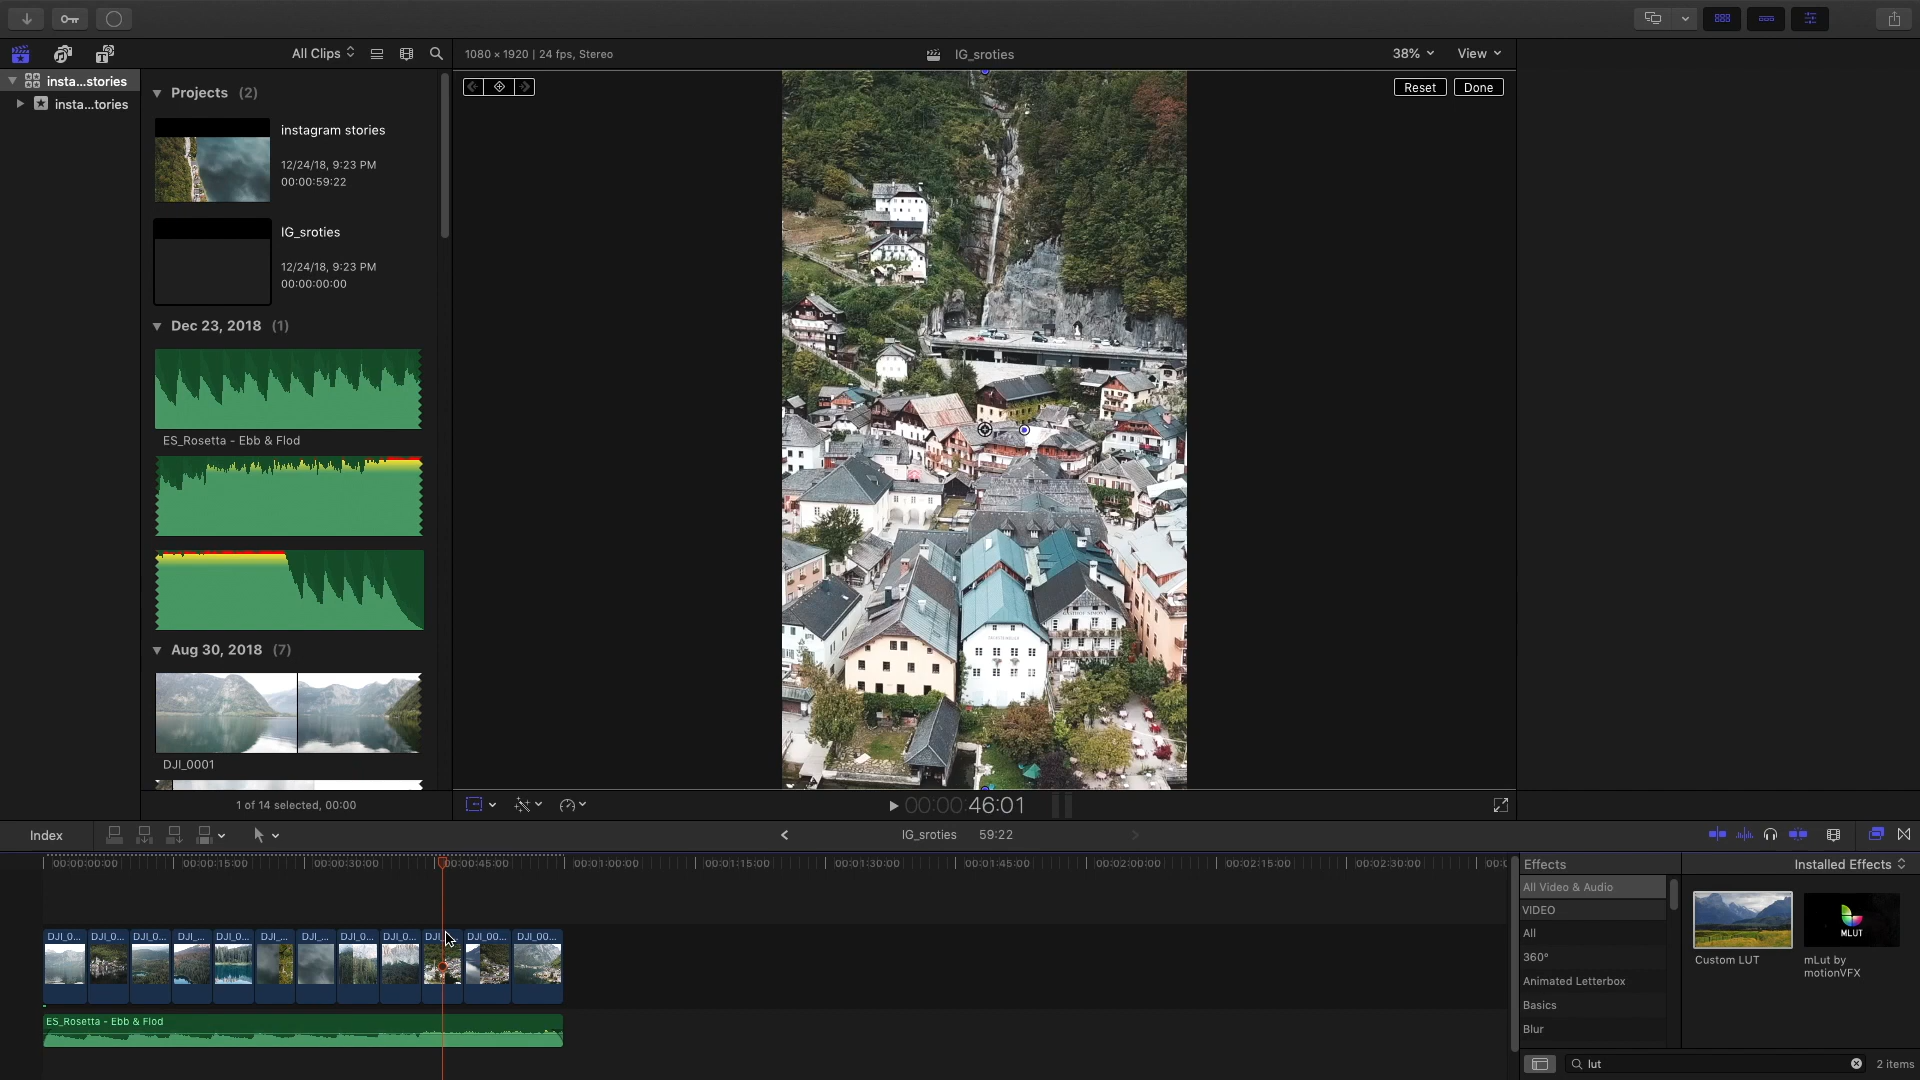 All Clips
1080 × 1920 | 24 fps, Stereo
IG_sroties
38%
View
insta...stories
insta...tories
Projects (2)
instagram stories
12/24/18, 9:23 PM
00:00:59:22
IG_sroties
12/24/18, 9:23 PM
00:00:00:00
Dec 23, 2018 (1)
ES_Rosetta - Ebb & Flod
Aug 30, 2018 (7)
DJI_0001
1 of 14 selected, 00:00
Reset
Done
00:00:46:01
Index
IG_sroties
59:22
00:00:00:00
00:00:15:00
00:00:30:00
00:00:45:00
00:01:00:00
00:01:15:00
00:01:30:00
00:01:45:00
00:02:00:00
00:02:15:00
00:02:30:00
DJI_0...
DJI_0...
DJI_0...
DJI_...
DJI_0...
DJI_...
DJI_...
DJI_0...
DJI_0...
DJI_00...
DJI_00...
ES_Rosetta - Ebb & Flod
Effects
Installed Effects
All Video & Audio
VIDEO
All
360°
Animated Letterbox
Basics
Blur
MLUT
Custom LUT
mLut by
motionVFX
lut
2 items